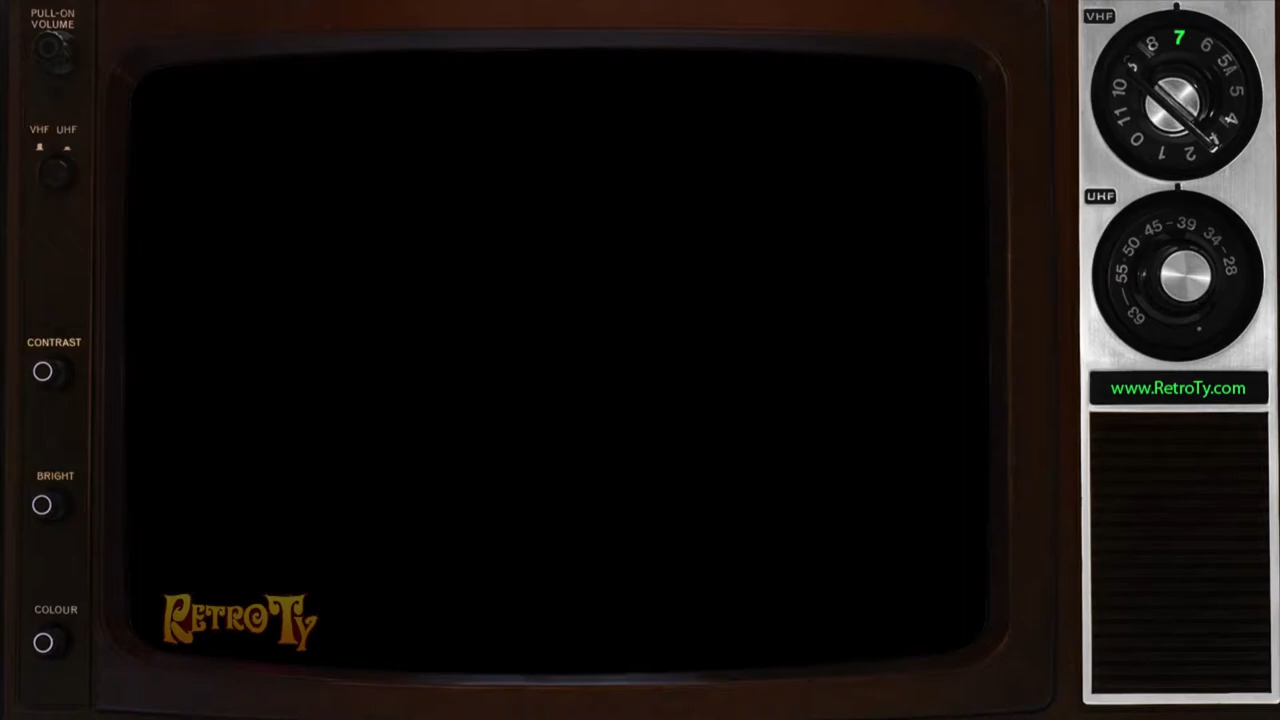 PULL-ON
VOLUME
VHF UHF
CONTRAST
BRIGHT
COLOUR
RETROTY
VHF
0 1 2 4 5 5A 6 7 8 10 11
UHF
63 55 50 45 39 34 28
www.RetroTy.com